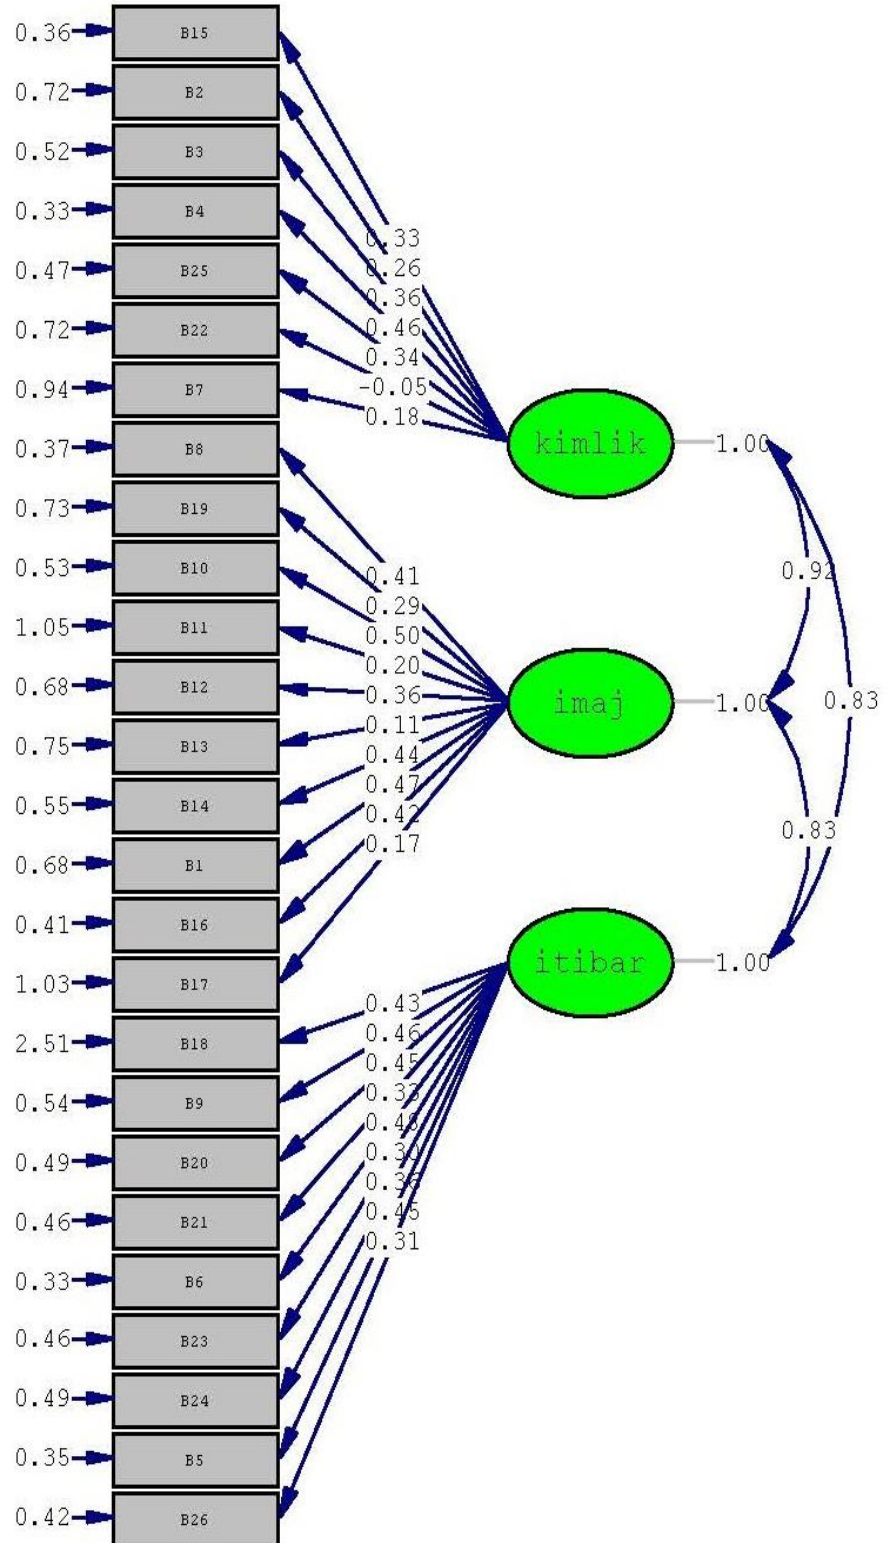 0.36 B15
0.72 B2
0.52 B3
0.33 B4
0.33
0.47 B25
0.26
0.36
0.72 B22
0.46
0.34
0.94 B7
-0.05
0.18
0.37 B8
kimlik 1.00
0.73 B19
0.53 B10
0.41
0.92
0.29
1.05 B11
0.50
0.20
0.68 B12
0.36
imaj 1.00
0.83
0.11
0.75 B13
0.44
0.47
0.55 B14
0.42
0.83
0.17
0.68 B1
0.41 B16
itibar 1.00
1.03 B17
0.43
0.46
2.51 B18
0.45
0.33
0.54 B9
0.48
0.30
0.49 B20
0.36
0.45
0.46 B21
0.31
0.33 B6
0.46 B23
0.49 B24
0.35 B5
0.42 B26